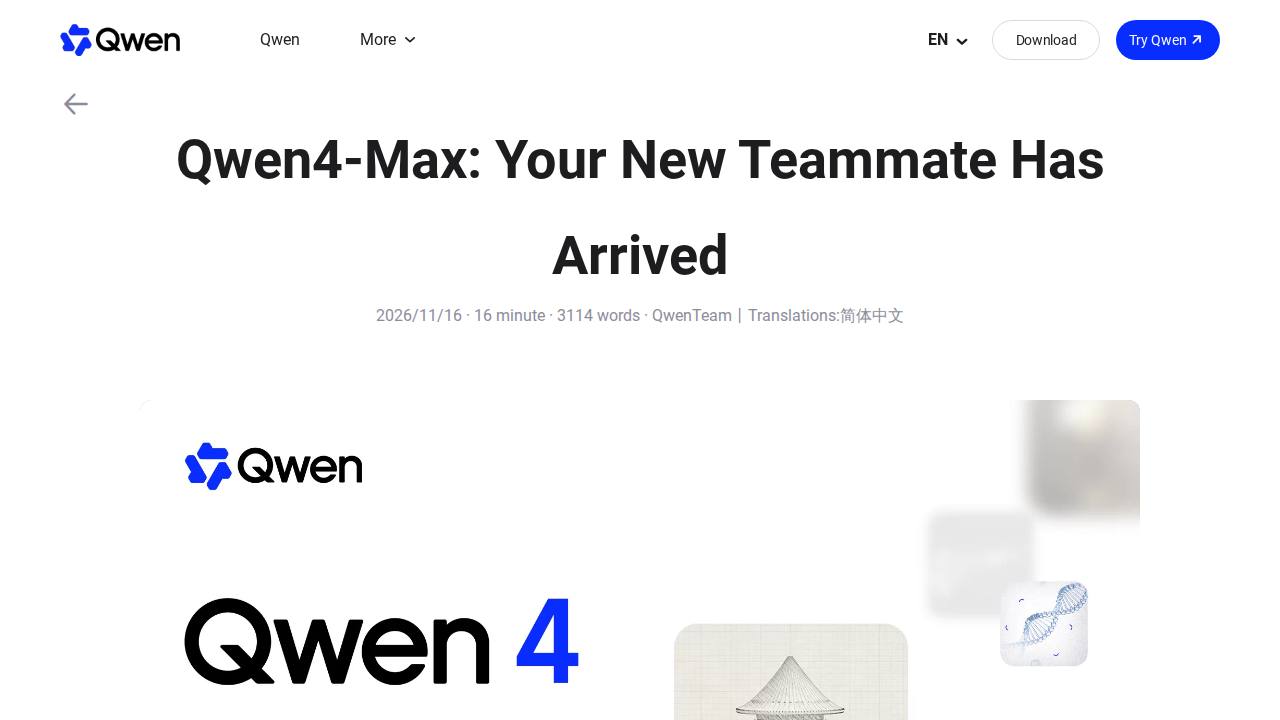 Qwen
Qwen
More
EN
Download
Try Qwen
Qwen4-Max: Your New Teammate Has
Arrived
2026/11/16 · 16 minute · 3114 words · QwenTeam | Translations:简体中文
Qwen
Qwen 4